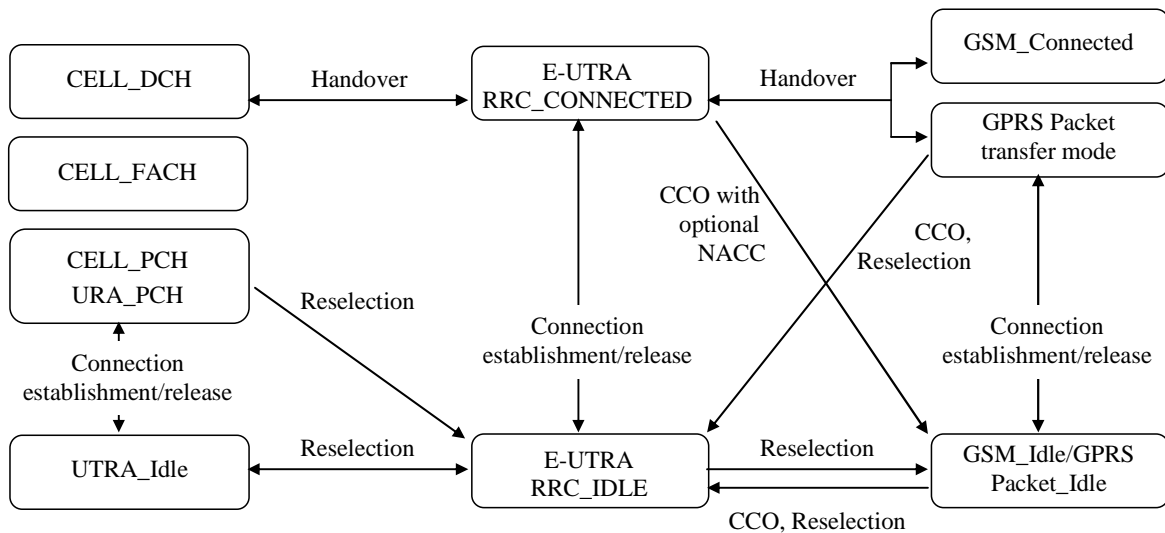 GSM_Connected
CELL_DCH
Handover
E-UTRA
RRC_CONNECTED
Handover
GPRS Packet
transfer mode
CELL_FACH
CCO with
optional
NACC
CCO,
Reselection
CELL_PCH
URA_PCH
Reselection
Connection
establishment/release
Connection
establishment/release
Connection
establishment/release
UTRA_Idle
Reselection
E-UTRA
RRC_IDLE
Reselection
GSM_Idle/GPRS
Packet_Idle
CCO, Reselection